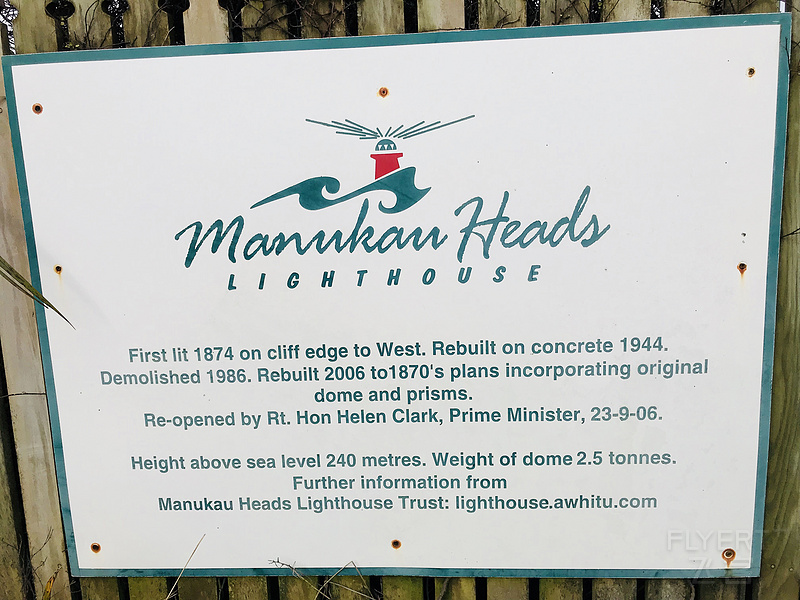 Manukau Heads
LIGHTHOUSE
First lit 1874 on cliff edge to West. Rebuilt on concrete 1944.
Demolished 1986. Rebuilt 2006 to1870's plans incorporating original
dome and prisms.
Re-opened by Rt. Hon Helen Clark, Prime Minister, 23-9-06.
Height above sea level 240 metres. Weight of dome 2.5 tonnes.
Further information from
Manukau Heads Lighthouse Trust: lighthouse.awhitu.com
FLYER